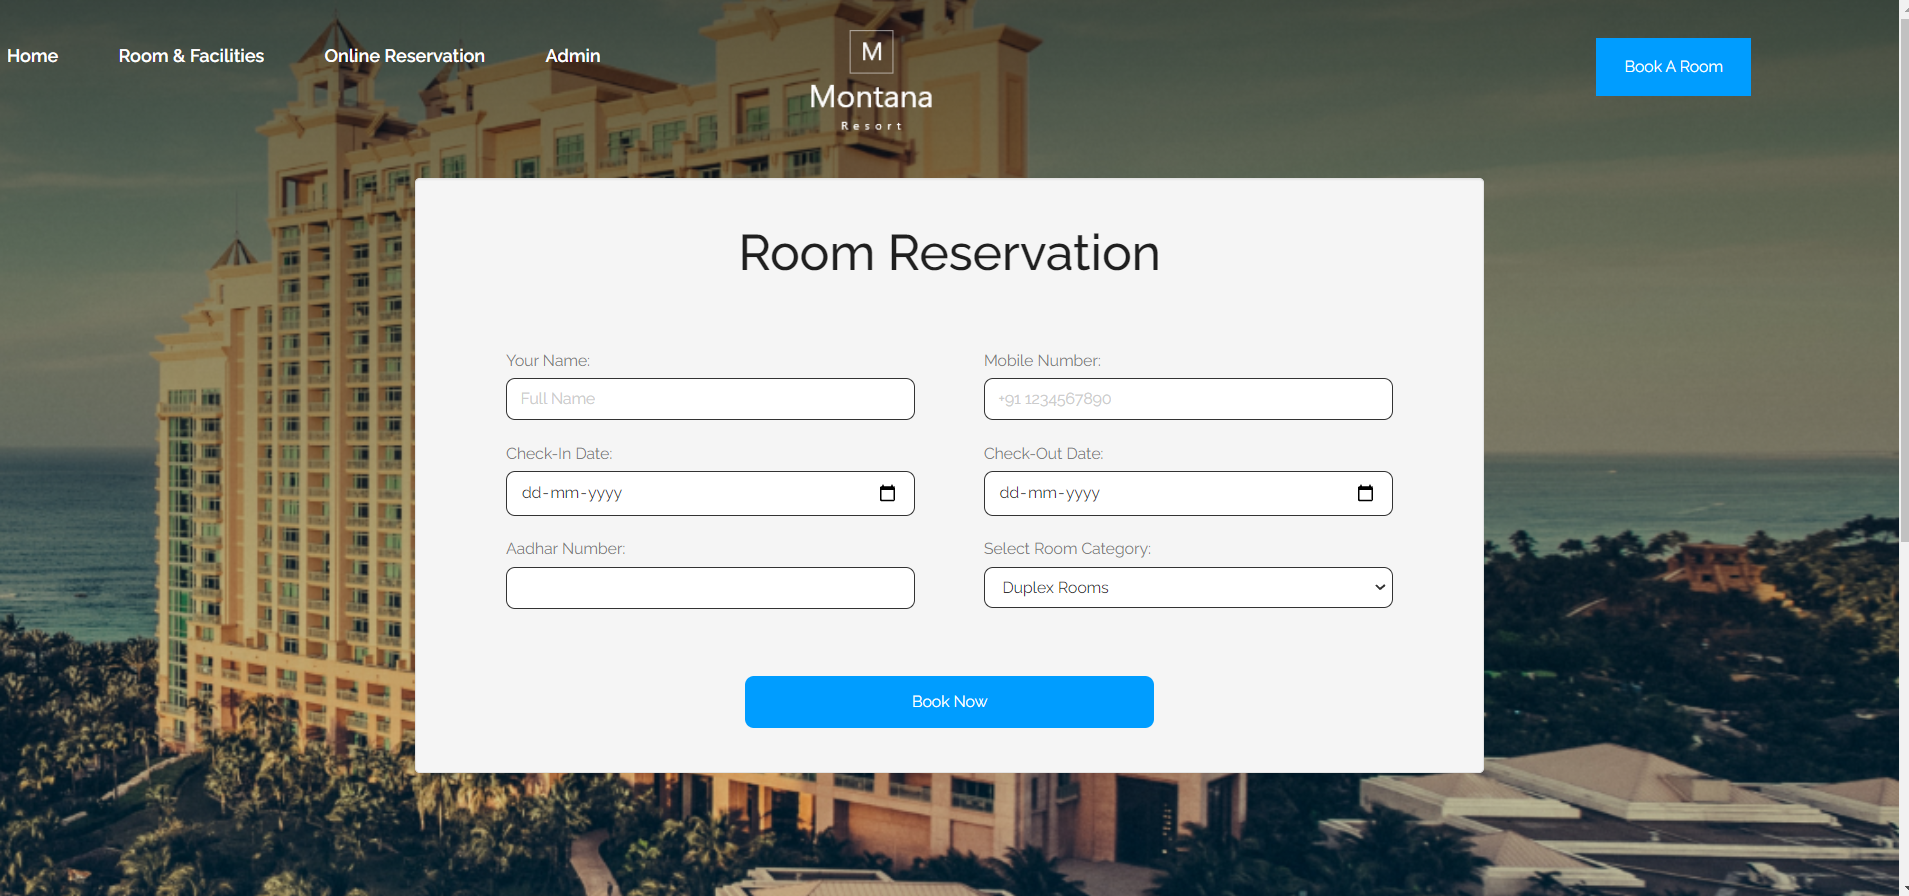 Home Room & Facilities Online Reservation Admin
M
Montana
Resort
Book A Room
Room Reservation
Your Name:
Full Name
Mobile Number:
+91 1234567890
Check-In Date:
dd-mm-yyyy
Check-Out Date:
dd-mm-yyyy
Aadhar Number:
Select Room Category:
Duplex Rooms
Book Now